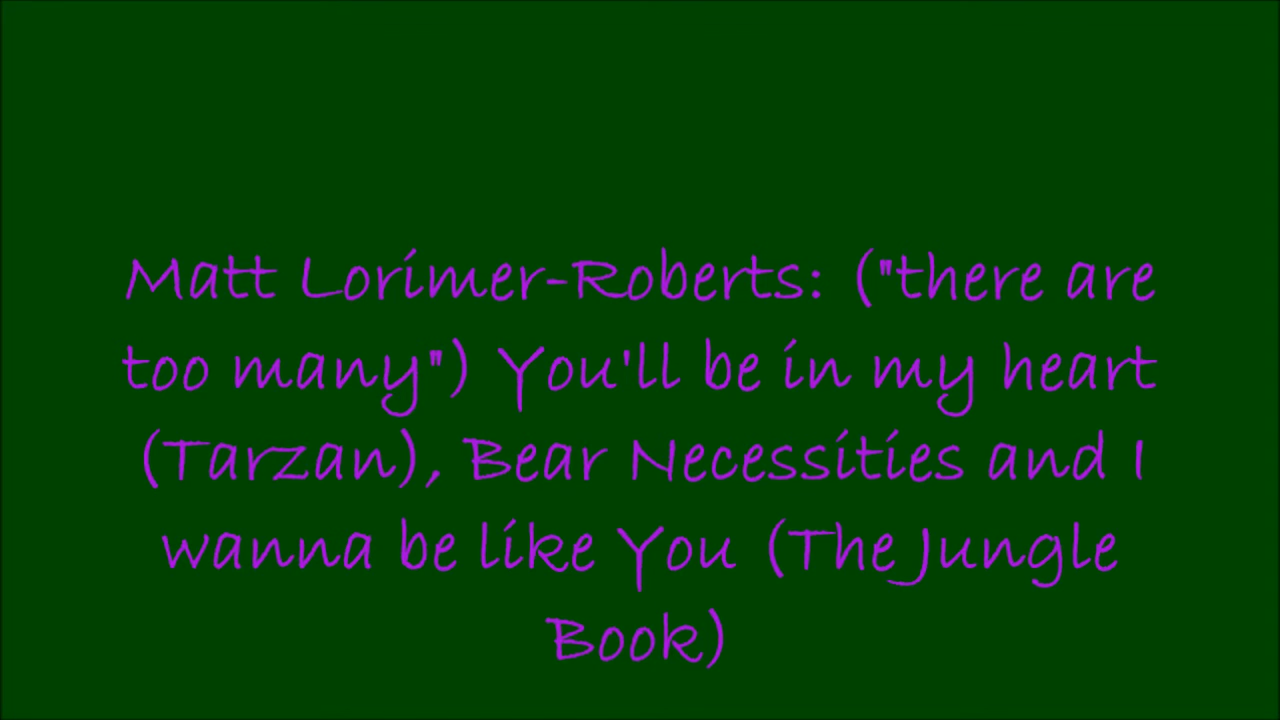 Matt Lorimer-Roberts: ("there are
too many") You'll be in my heart
(Tarzan), Bear Necessities and I
wanna be like You (The Jungle
Book)